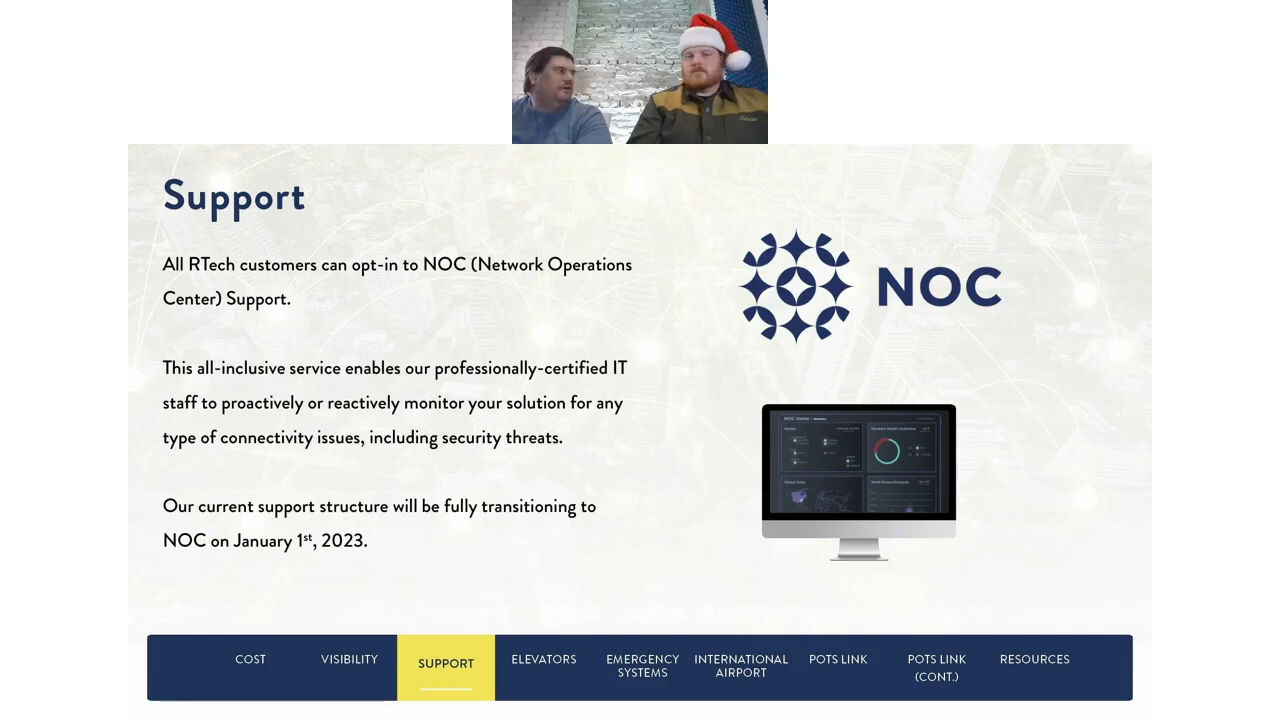 Support
All RTech customers can opt-in to NOC (Network Operations
Center) Support.
This all-inclusive service enables our professionally-certified IT
staff to proactively or reactively monitor your solution for any
type of connectivity issues, including security threats.
Our current support structure will be fully transitioning to
NOC on January 1st, 2023.
NOC
NOC Home
COST
VISIBILITY
SUPPORT
ELEVATORS
EMERGENCY
SYSTEMS
INTERNATIONAL
AIRPORT
POTS LINK
POTS LINK
(CONT.)
RESOURCES